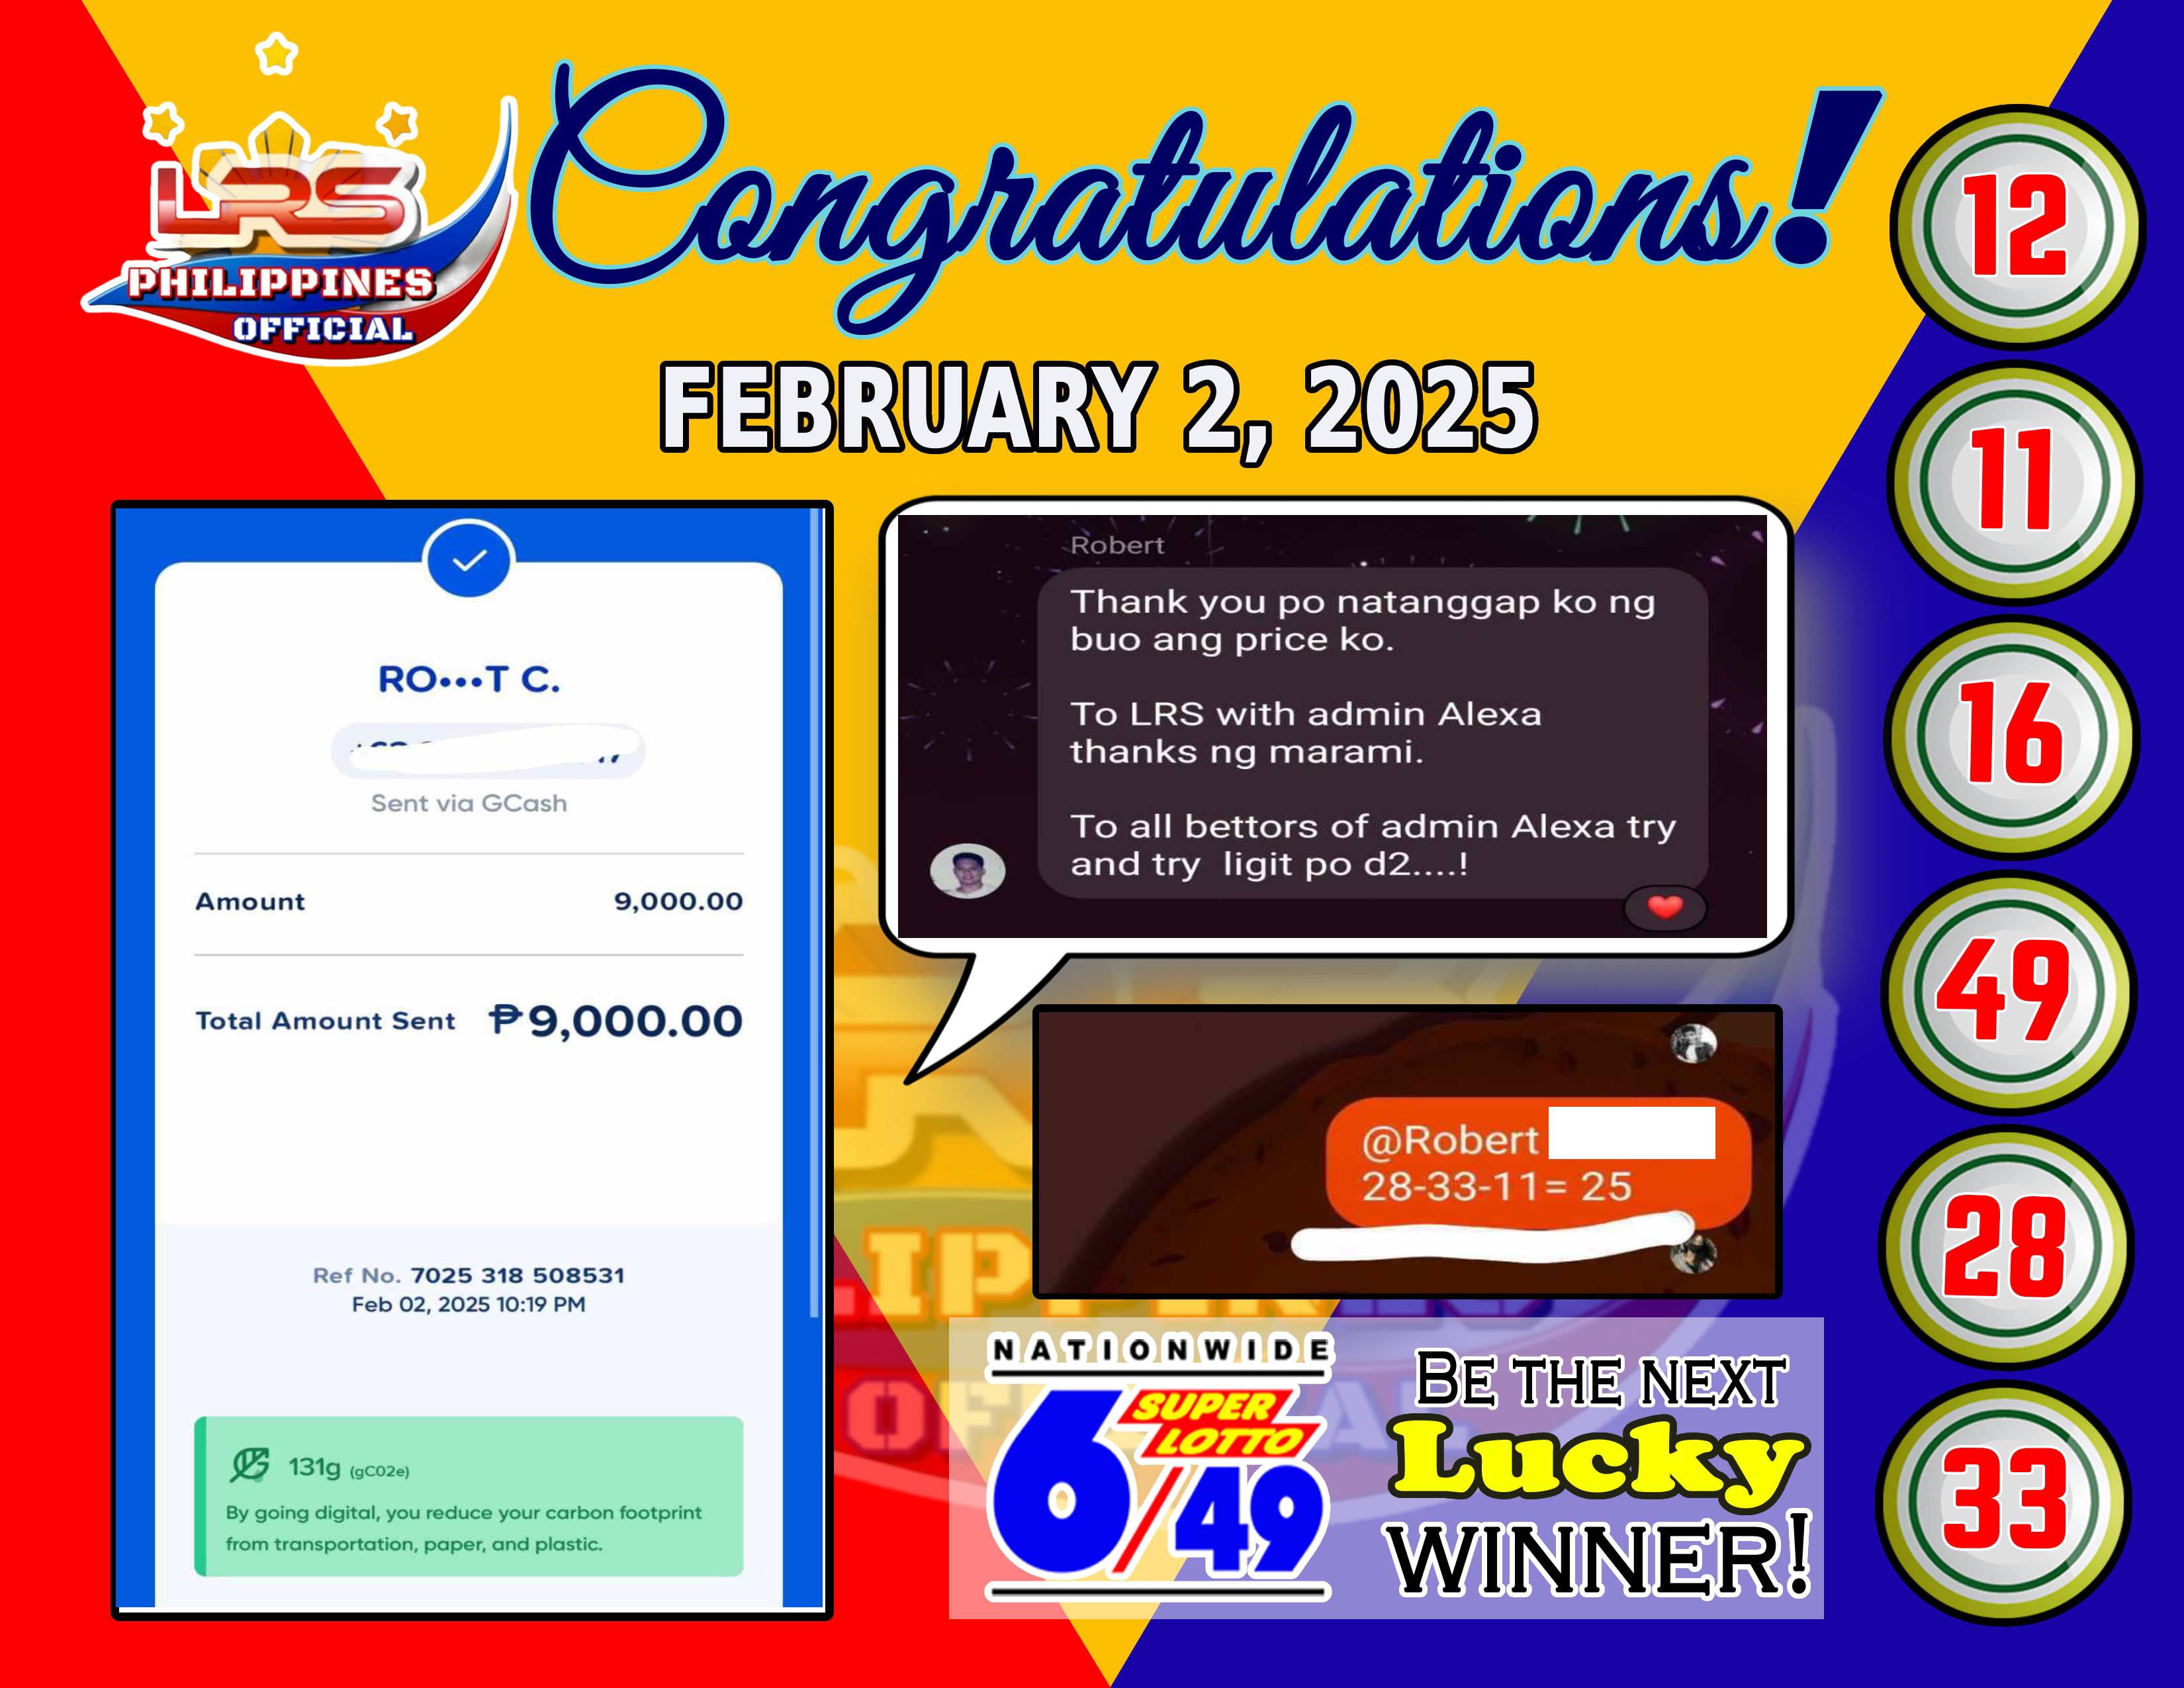 LRS
PHILIPPINES
OFFICIAL
Congratulations!
FEBRUARY 2, 2025
RO•••T C.
Sent via GCash
Amount 9,000.00
Total Amount Sent ₱9,000.00
Ref No. 7025 318 508531
Feb 02, 2025 10:19 PM
131g (gCO2e)
By going digital, you reduce your carbon footprint
from transportation, paper, and plastic.
Robert
Thank you po natanggap ko ng
buo ang price ko.
To LRS with admin Alexa
thanks ng marami.
To all bettors of admin Alexa try
and try ligit po d2....!
@Robert
28-33-11= 25
NATIONWIDE
SUPER
LOTTO
6/49
BE THE NEXT
Lucky
WINNER!
12
11
16
49
28
33